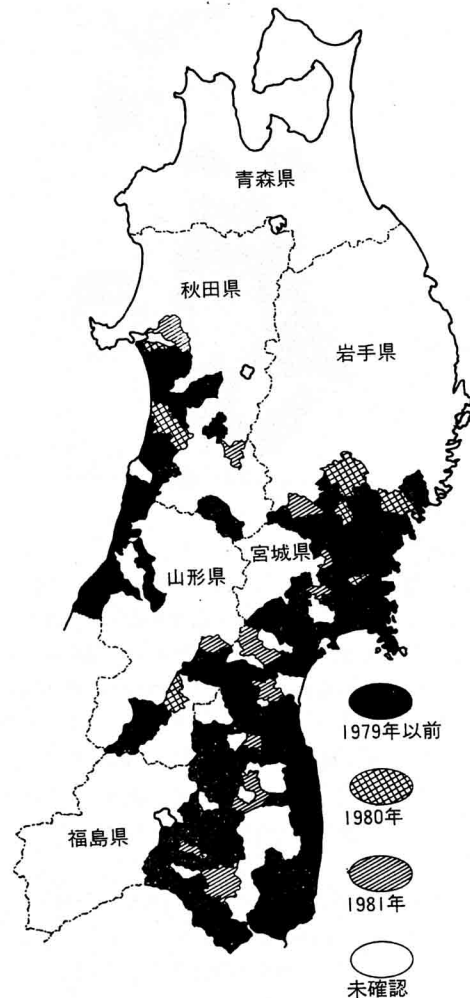 青森県
秋田県
岩手県
宮城県
山形県
福島県
1979年以前
1980年
1981年
未確認